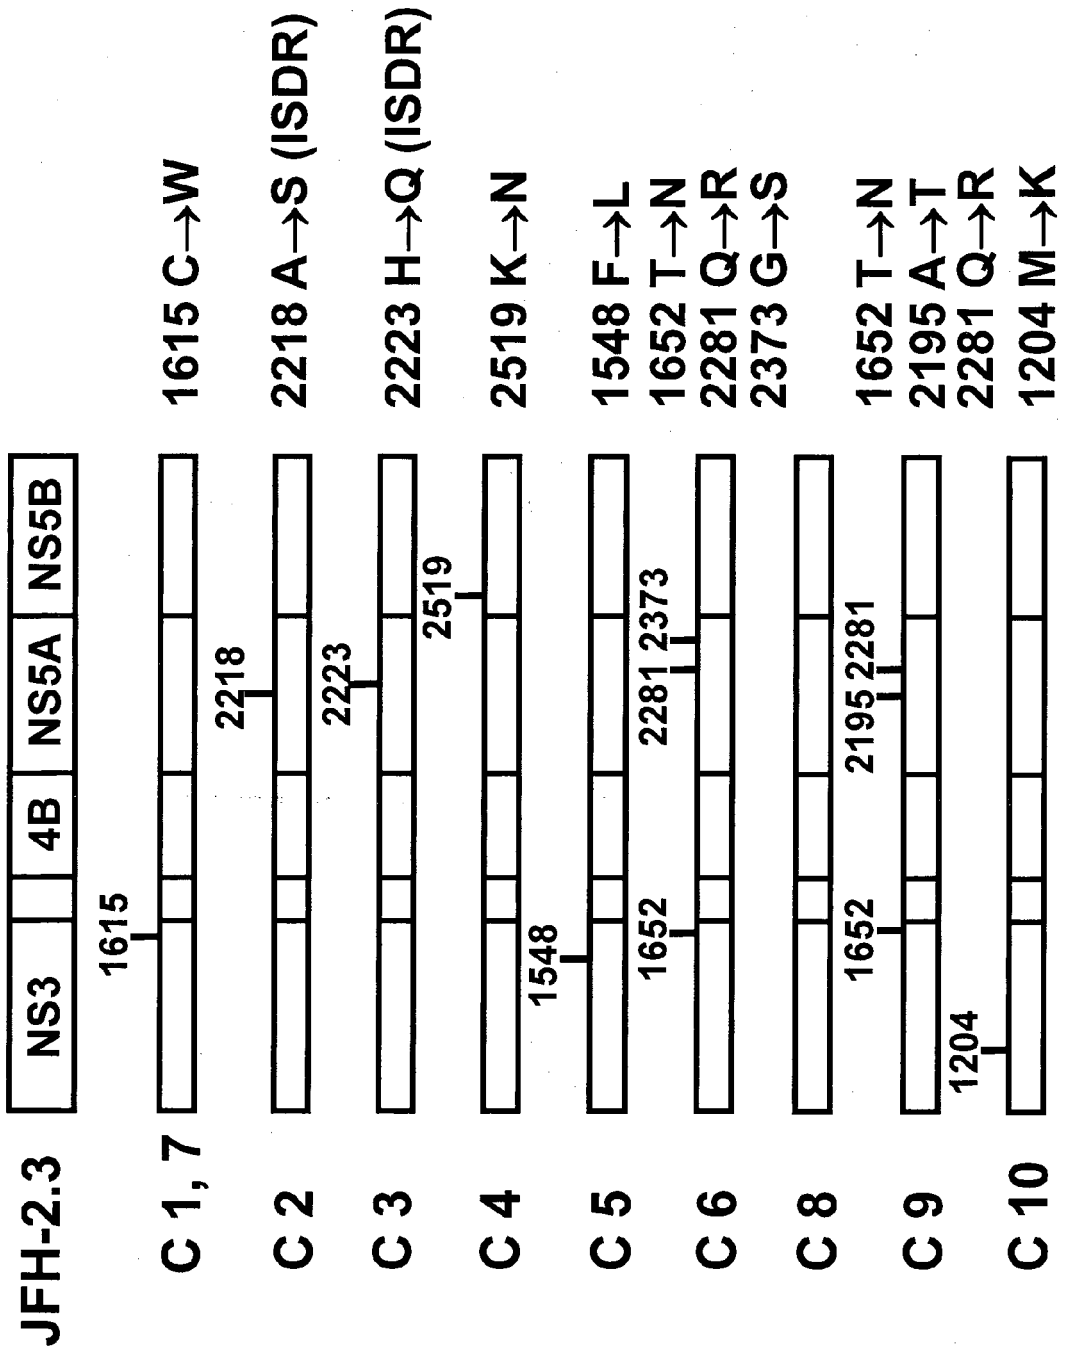 JFH-2.3 NS3 4B NS5A NS5B
1615
C 1, 7 1615 C→W
2218
C 2 2218 A→S (ISDR)
2223
C 3 2223 H→Q (ISDR)
2519
C 4 2519 K→N
1548
C 5 1548 F→L
1652 2281 2373
1652 T→N
C 6 2281 Q→R
2373 G→S
C 8
1652 2195 2281
1652 T→N
C 9 2195 A→T
2281 Q→R
1204
C 10 1204 M→K